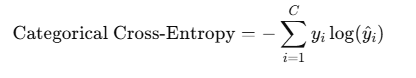 Categorical Cross-Entropy = − ∑_{i=1}^{C} y_i log(ŷ_i)